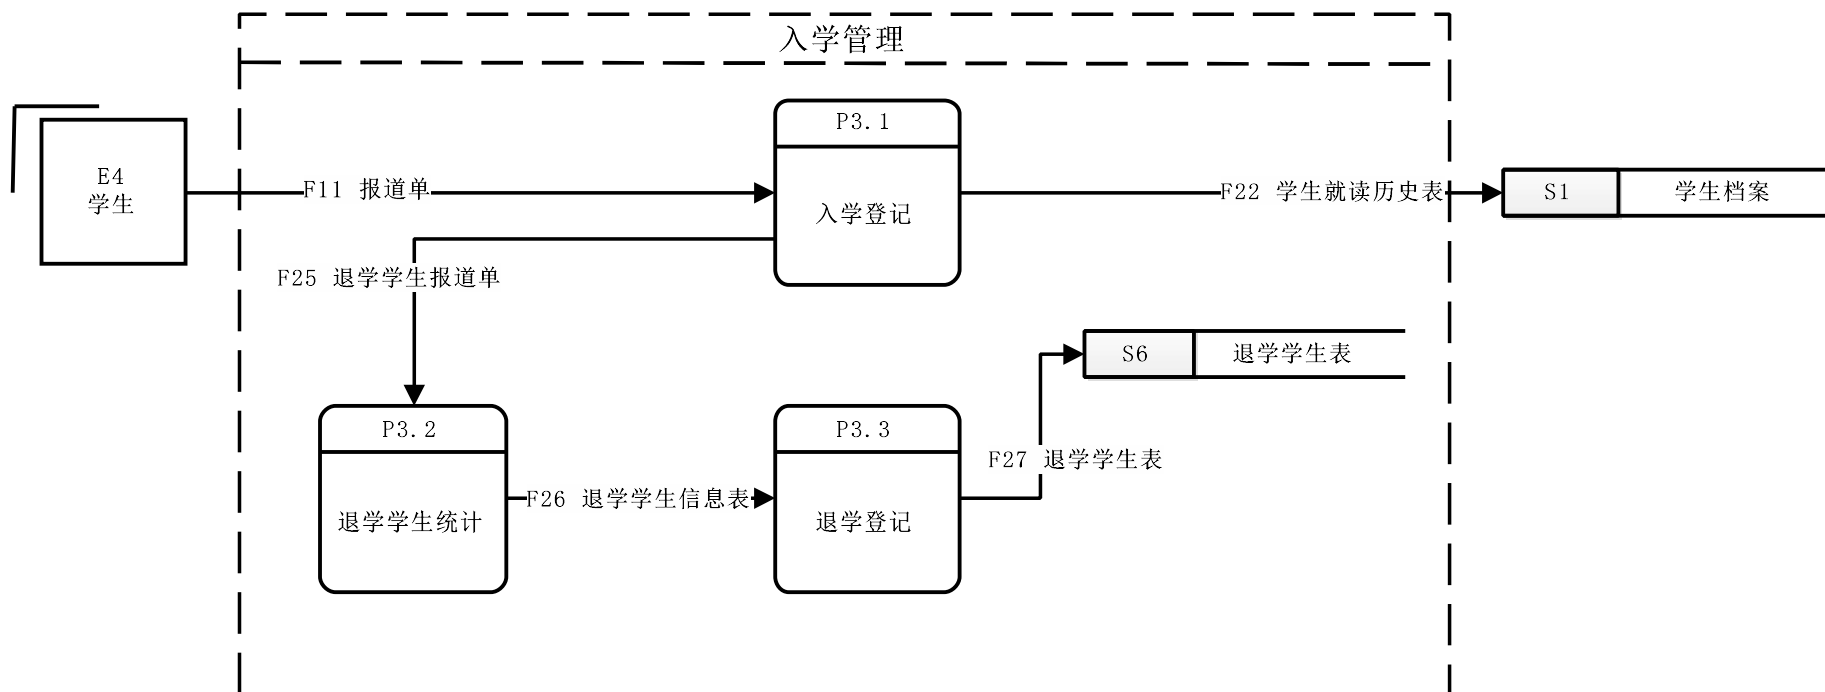 入学管理
P3.1
E4
学生
F11 报道单
入学登记
F22 学生就读历史表
S1
学生档案
F25 退学学生报道单
S6
退学学生表
P3.2
P3.3
F27 退学学生表
F26 退学学生信息表
退学学生统计
退学登记